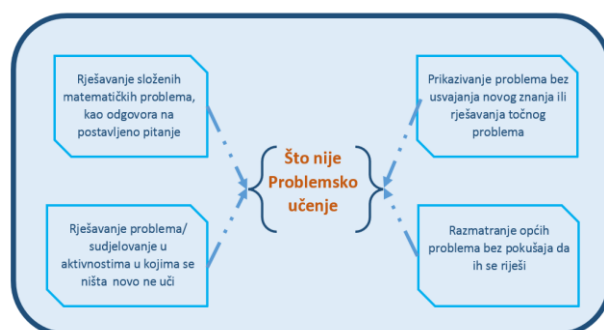 Rješavanje složenih
matematičkih problema,
kao odgovora na
postavljeno pitanje
Prikazivanje problema bez
usvajanja novog znanja ili
rješavanja točnog
problema
Što nije
Problemsko
učenje
Rješavanje problema/
sudjelovanje u
aktivnostima u kojima se
ništa novo ne uči
Razmatranje općih
problema bez pokušaja da
ih se riješi